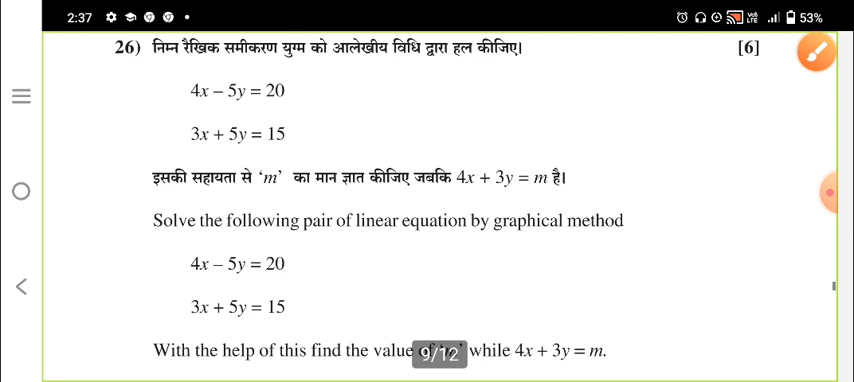 2:37 53%
26) निम्न रैखिक समीकरण युग्म को आलेखीय विधि द्वारा हल कीजिए। [6]
4x – 5y = 20
3x + 5y = 15
इसकी सहायता से ‘m’ का मान ज्ञात कीजिए जबकि 4x + 3y = m है।
Solve the following pair of linear equation by graphical method
4x – 5y = 20
3x + 5y = 15
With the help of this find the value 9/12 while 4x + 3y = m.